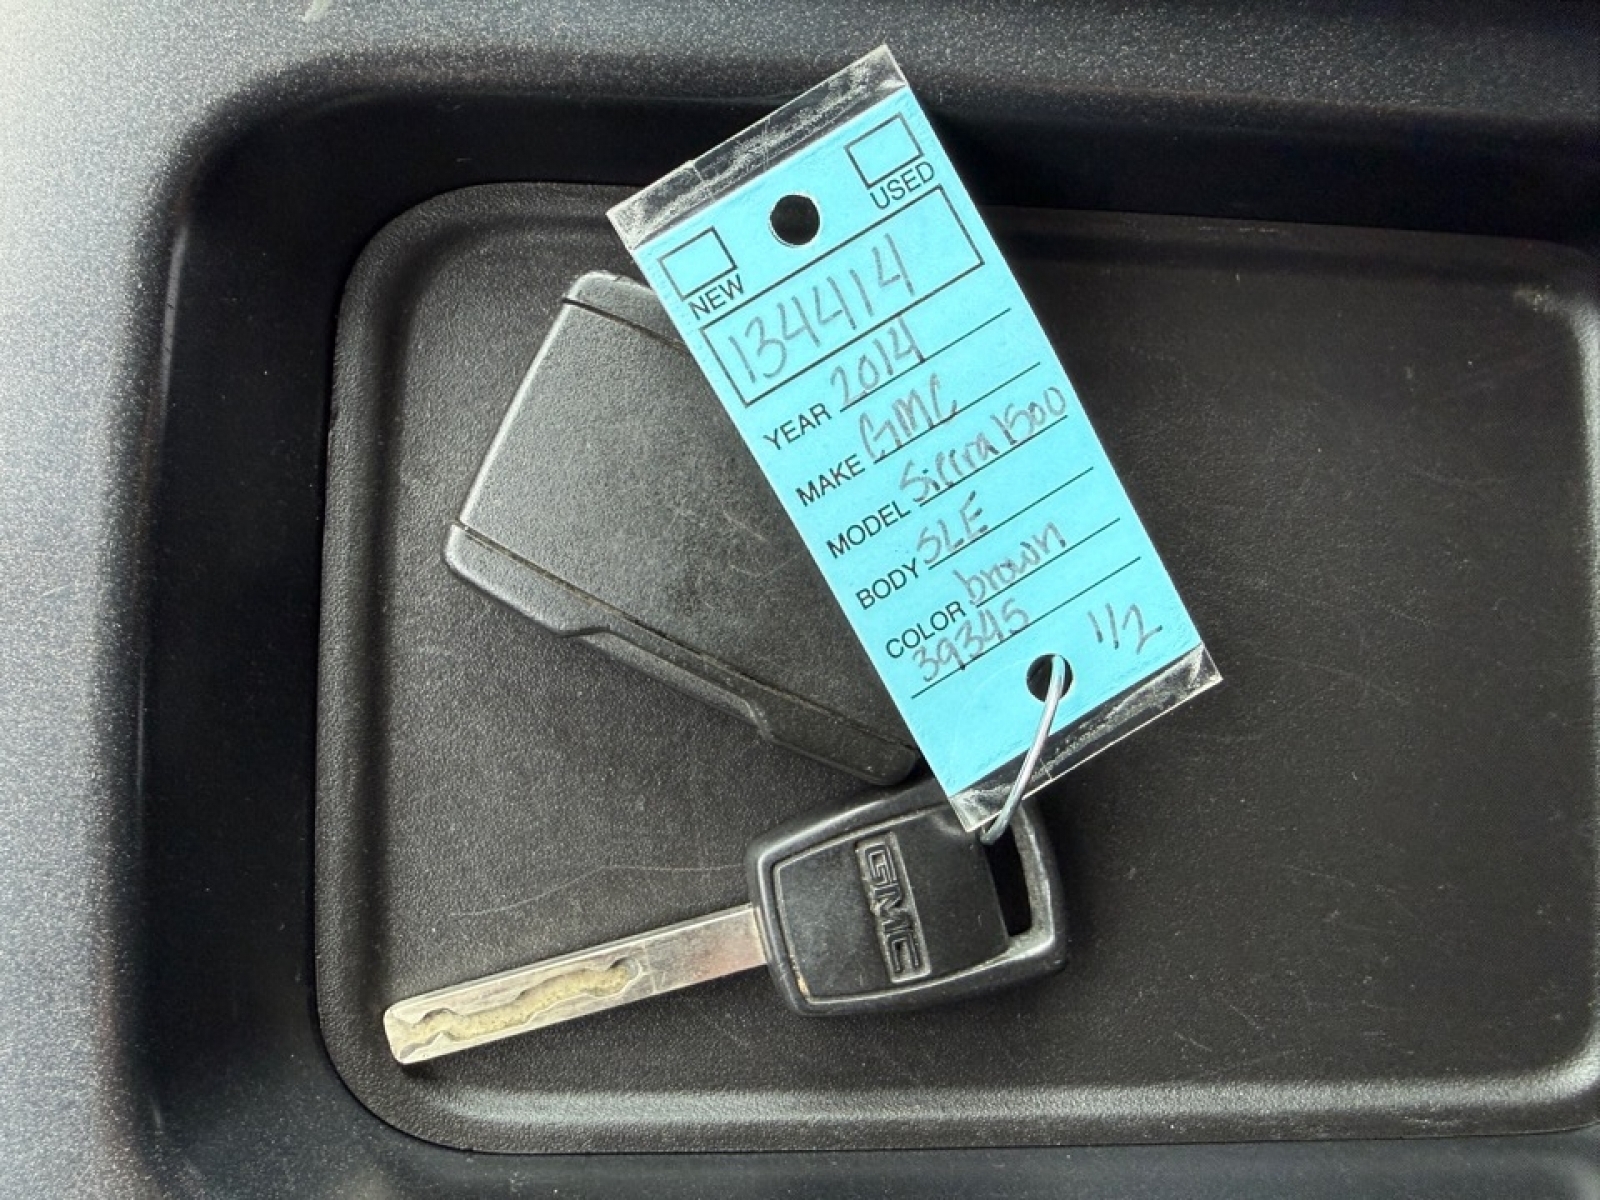 USED
NEW
134414
YEAR 2014
MAKE GMC
MODEL Sierra 1500
BODY SLE
COLOR brown
39345 1/2
GMC